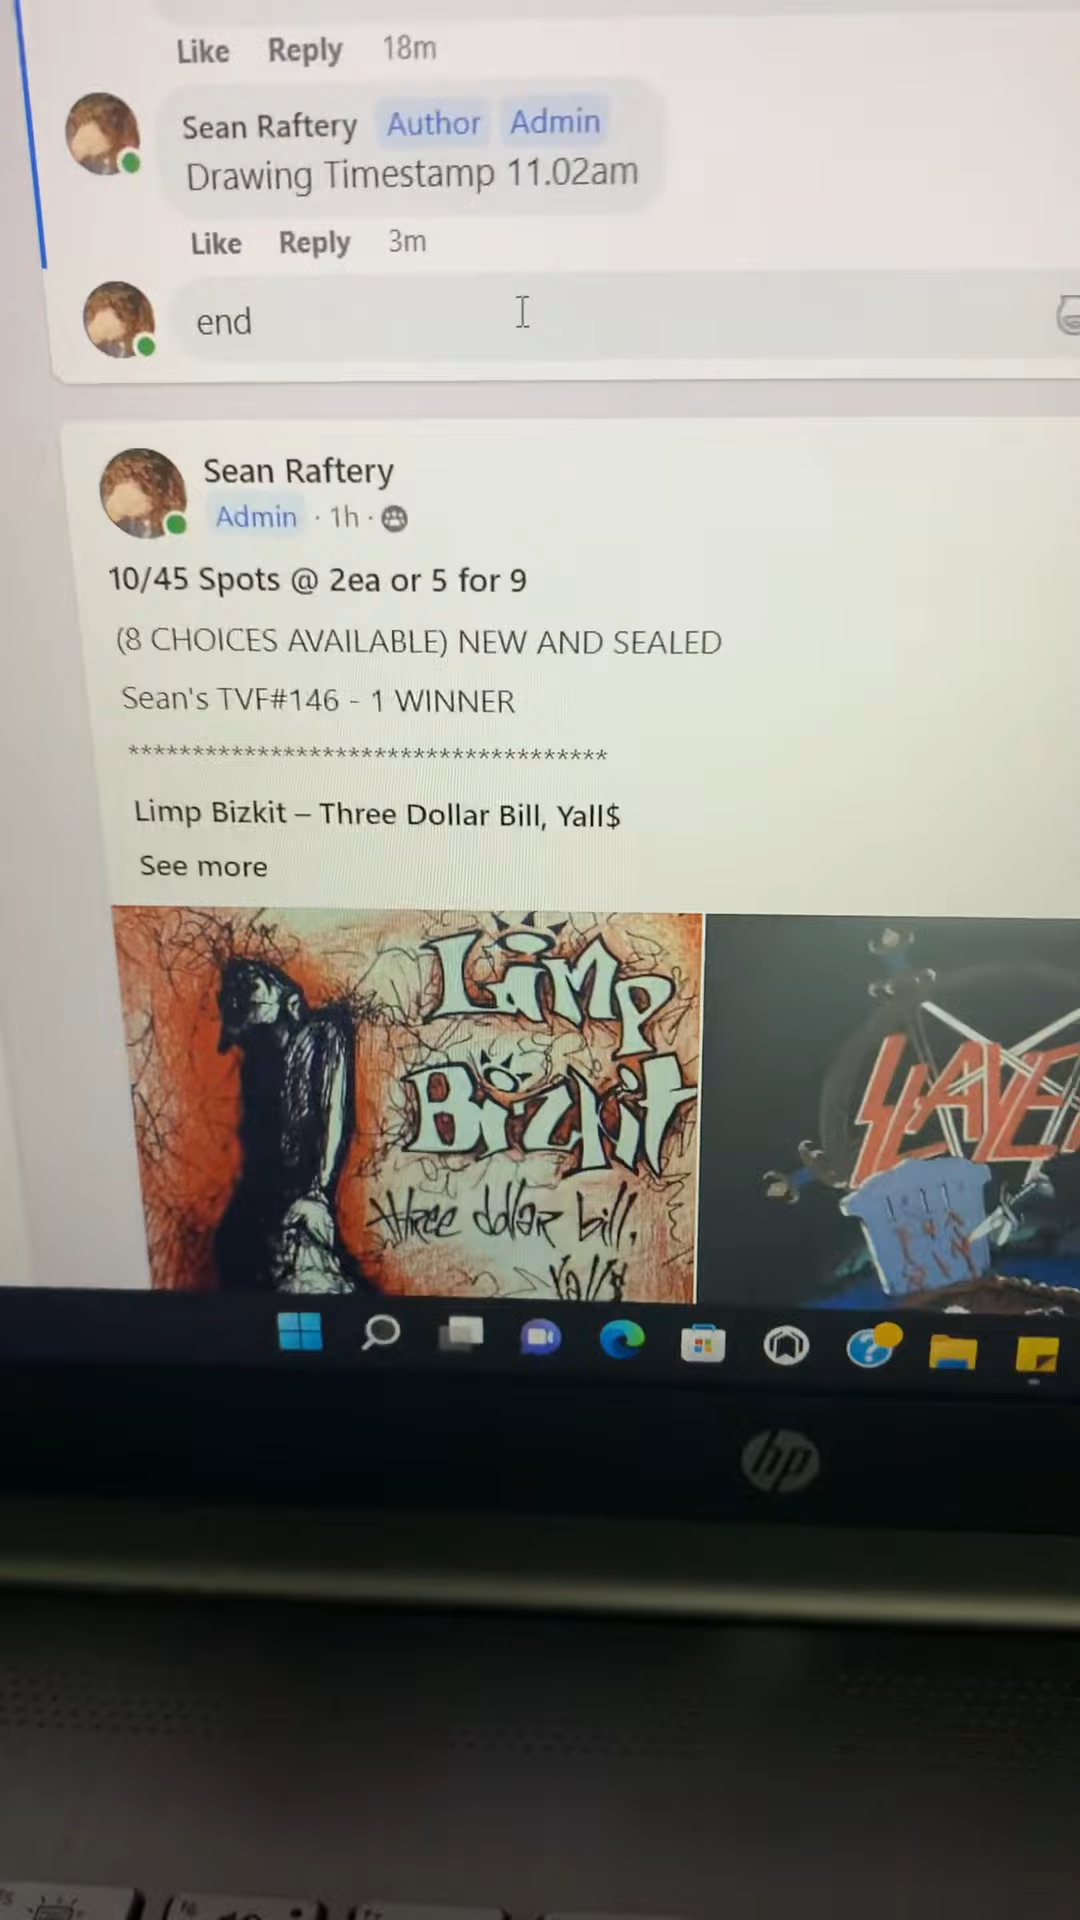 Like Reply 18m
Sean Raftery Author Admin
Drawing Timestamp 11.02am
Like Reply 3m
end
Sean Raftery
Admin · 1h ·
10/45 Spots @ 2ea or 5 for 9
(8 CHOICES AVAILABLE) NEW AND SEALED
Sean's TVF#146 - 1 WINNER
*************************************
Limp Bizkit – Three Dollar Bill, Yall$
See more
Limp
Bizkit
three dollar bill,
Yall$
SLAYE
hp